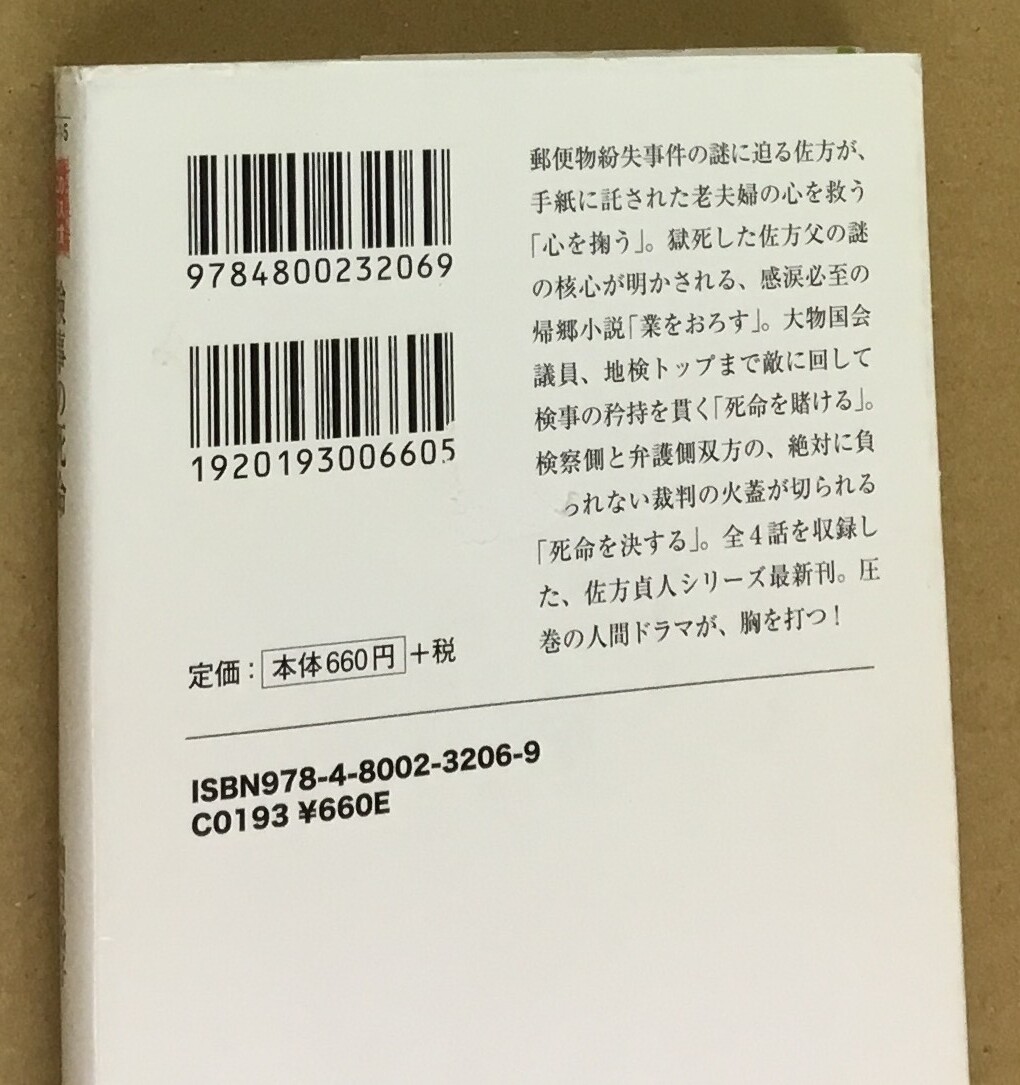 9784800232069
1920193006605
郵便物紛失事件の謎に迫る佐方が、
手紙に託された老夫婦の心を救う
「心を掬う」。獄死した佐方父の謎
の核心が明かされる、感涙必至の
帰郷小説「業をおろす」。大物国会
議員、地検トップまで敵に回して
検事の矜持を貫く「死命を賭ける」。
検察側と弁護側双方の、絶対に負
られない裁判の火蓋が切られる
「死命を決する」。全4話を収録し
た、佐方貞人シリーズ最新刊。圧
巻の人間ドラマが、胸を打つ！
定価：本体660円+税
ISBN978-4-8002-3206-9
C0193 ¥660E